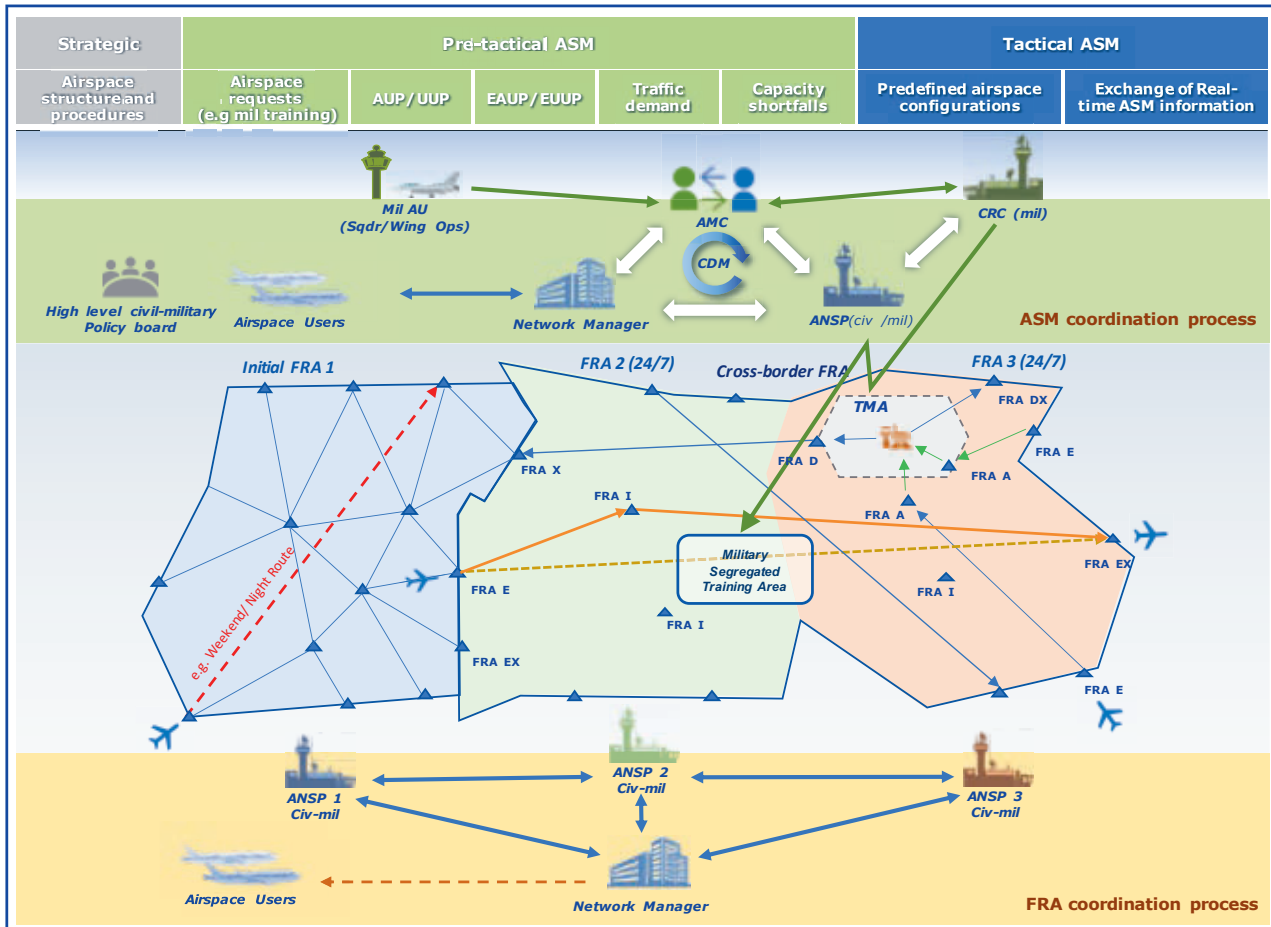 Strategic
Pre-tactical ASM
Tactical ASM
Airspace
structure and
procedures
Airspace
requests
(e.g mil training)
AUP/UUP
EAUP/EUUP
Traffic
demand
Capacity
shortfalls
Predefined airspace
configurations
Exchange of Real-
time ASM information
Mil AU
(Sqdr/Wing Ops)
AMC
CRC (mil)
CDM
High level civil-military
Policy board
Airspace Users
Network Manager
ANSP(civ /mil)
ASM coordination process
Initial FRA 1
FRA 2 (24/7)
Cross-border FRA
FRA 3 (24/7)
TMA
FRA DX
FRA X
FRA D
FRA E
FRA A
FRA I
FRA A
e.g. Weekend/ Night Route
Military
Segregated
Training Area
FRA E
FRA EX
FRA I
FRA I
FRA EX
FRA E
ANSP 1
Civ-mil
ANSP 2
Civ-mil
ANSP 3
Civ-mil
Airspace Users
Network Manager
FRA coordination process